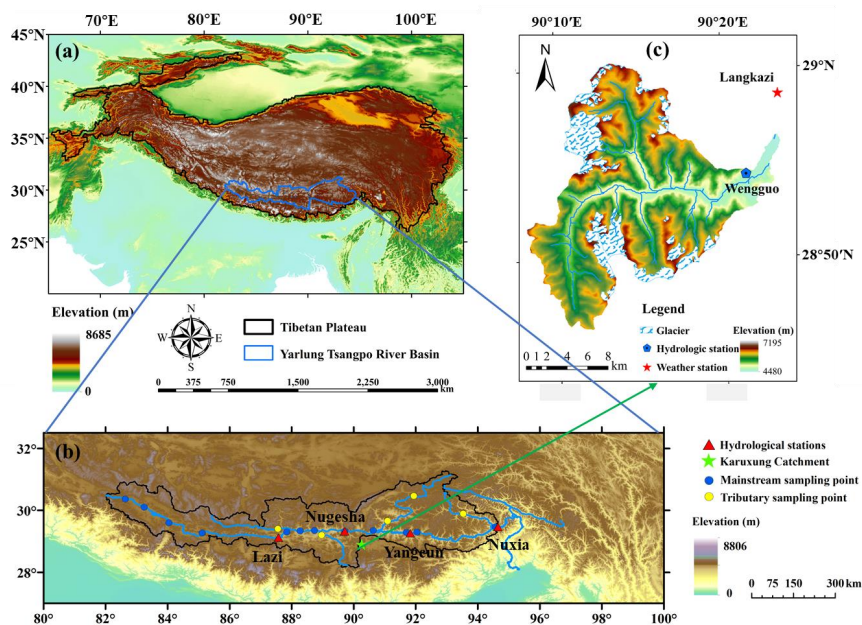 65°E 70°E 80°E 90°E 100°E
45°N
40°N
35°N
30°N
25°N
(a)
Elevation (m)
8685
0
N
W E
S
Tibetan Plateau
Yarlung Tsangpo River Basin
0 375 750 1,500 2,250 3,000
km
90°10' 90°20'
(c)
N
Langkazi
29°N
Wengguo
28°50'N
Legend
Glacier
Hydrologic station
Weather station
Elevation (m)
7195
4480
0 1 2 4 6 8
km
(b)
32°
30°
28°
Nugesha
Lazi
Yangcun
Nuxia
80° 82° 84° 86° 88° 90° 92° 94° 96° 98° 100°
Hydrological stations
Karuxung Catchment
Mainstream sampling point
Tributary sampling point
Elevation (m)
8806
0
0 75 150 300
km